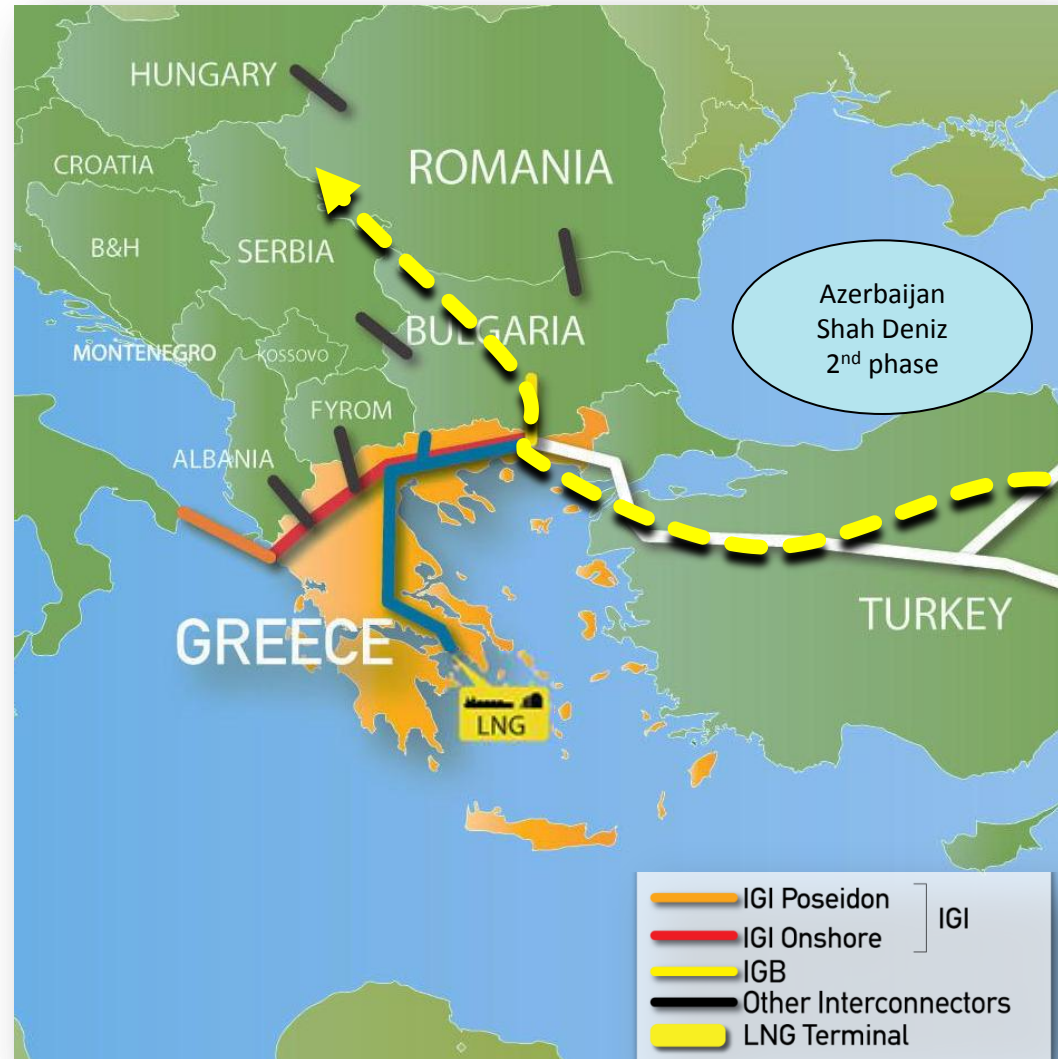 HUNGARY
CROATIA
ROMANIA
B&H
SERBIA
Azerbaijan
Shah Deniz
2nd phase
BULGARIA
MONTENEGRO
KOSSOVO
FYROM
ALBANIA
TURKEY
GREECE
LNG
IGI Poseidon
IGI
IGI Onshore
IGB
Other Interconnectors
LNG Terminal